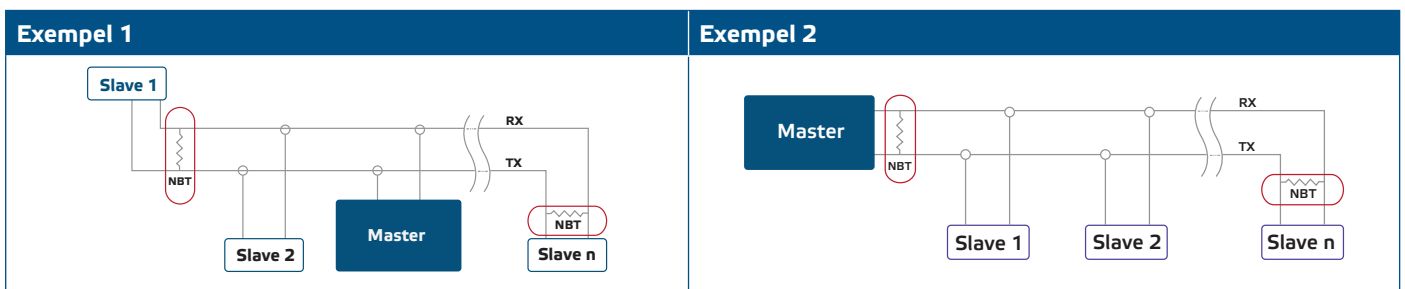 Exempel 1
Slave 1
RX
TX
NBT
NBT
Master
Slave 2
Slave n
Exempel 2
Master
RX
TX
NBT
NBT
Slave 1
Slave 2
Slave n